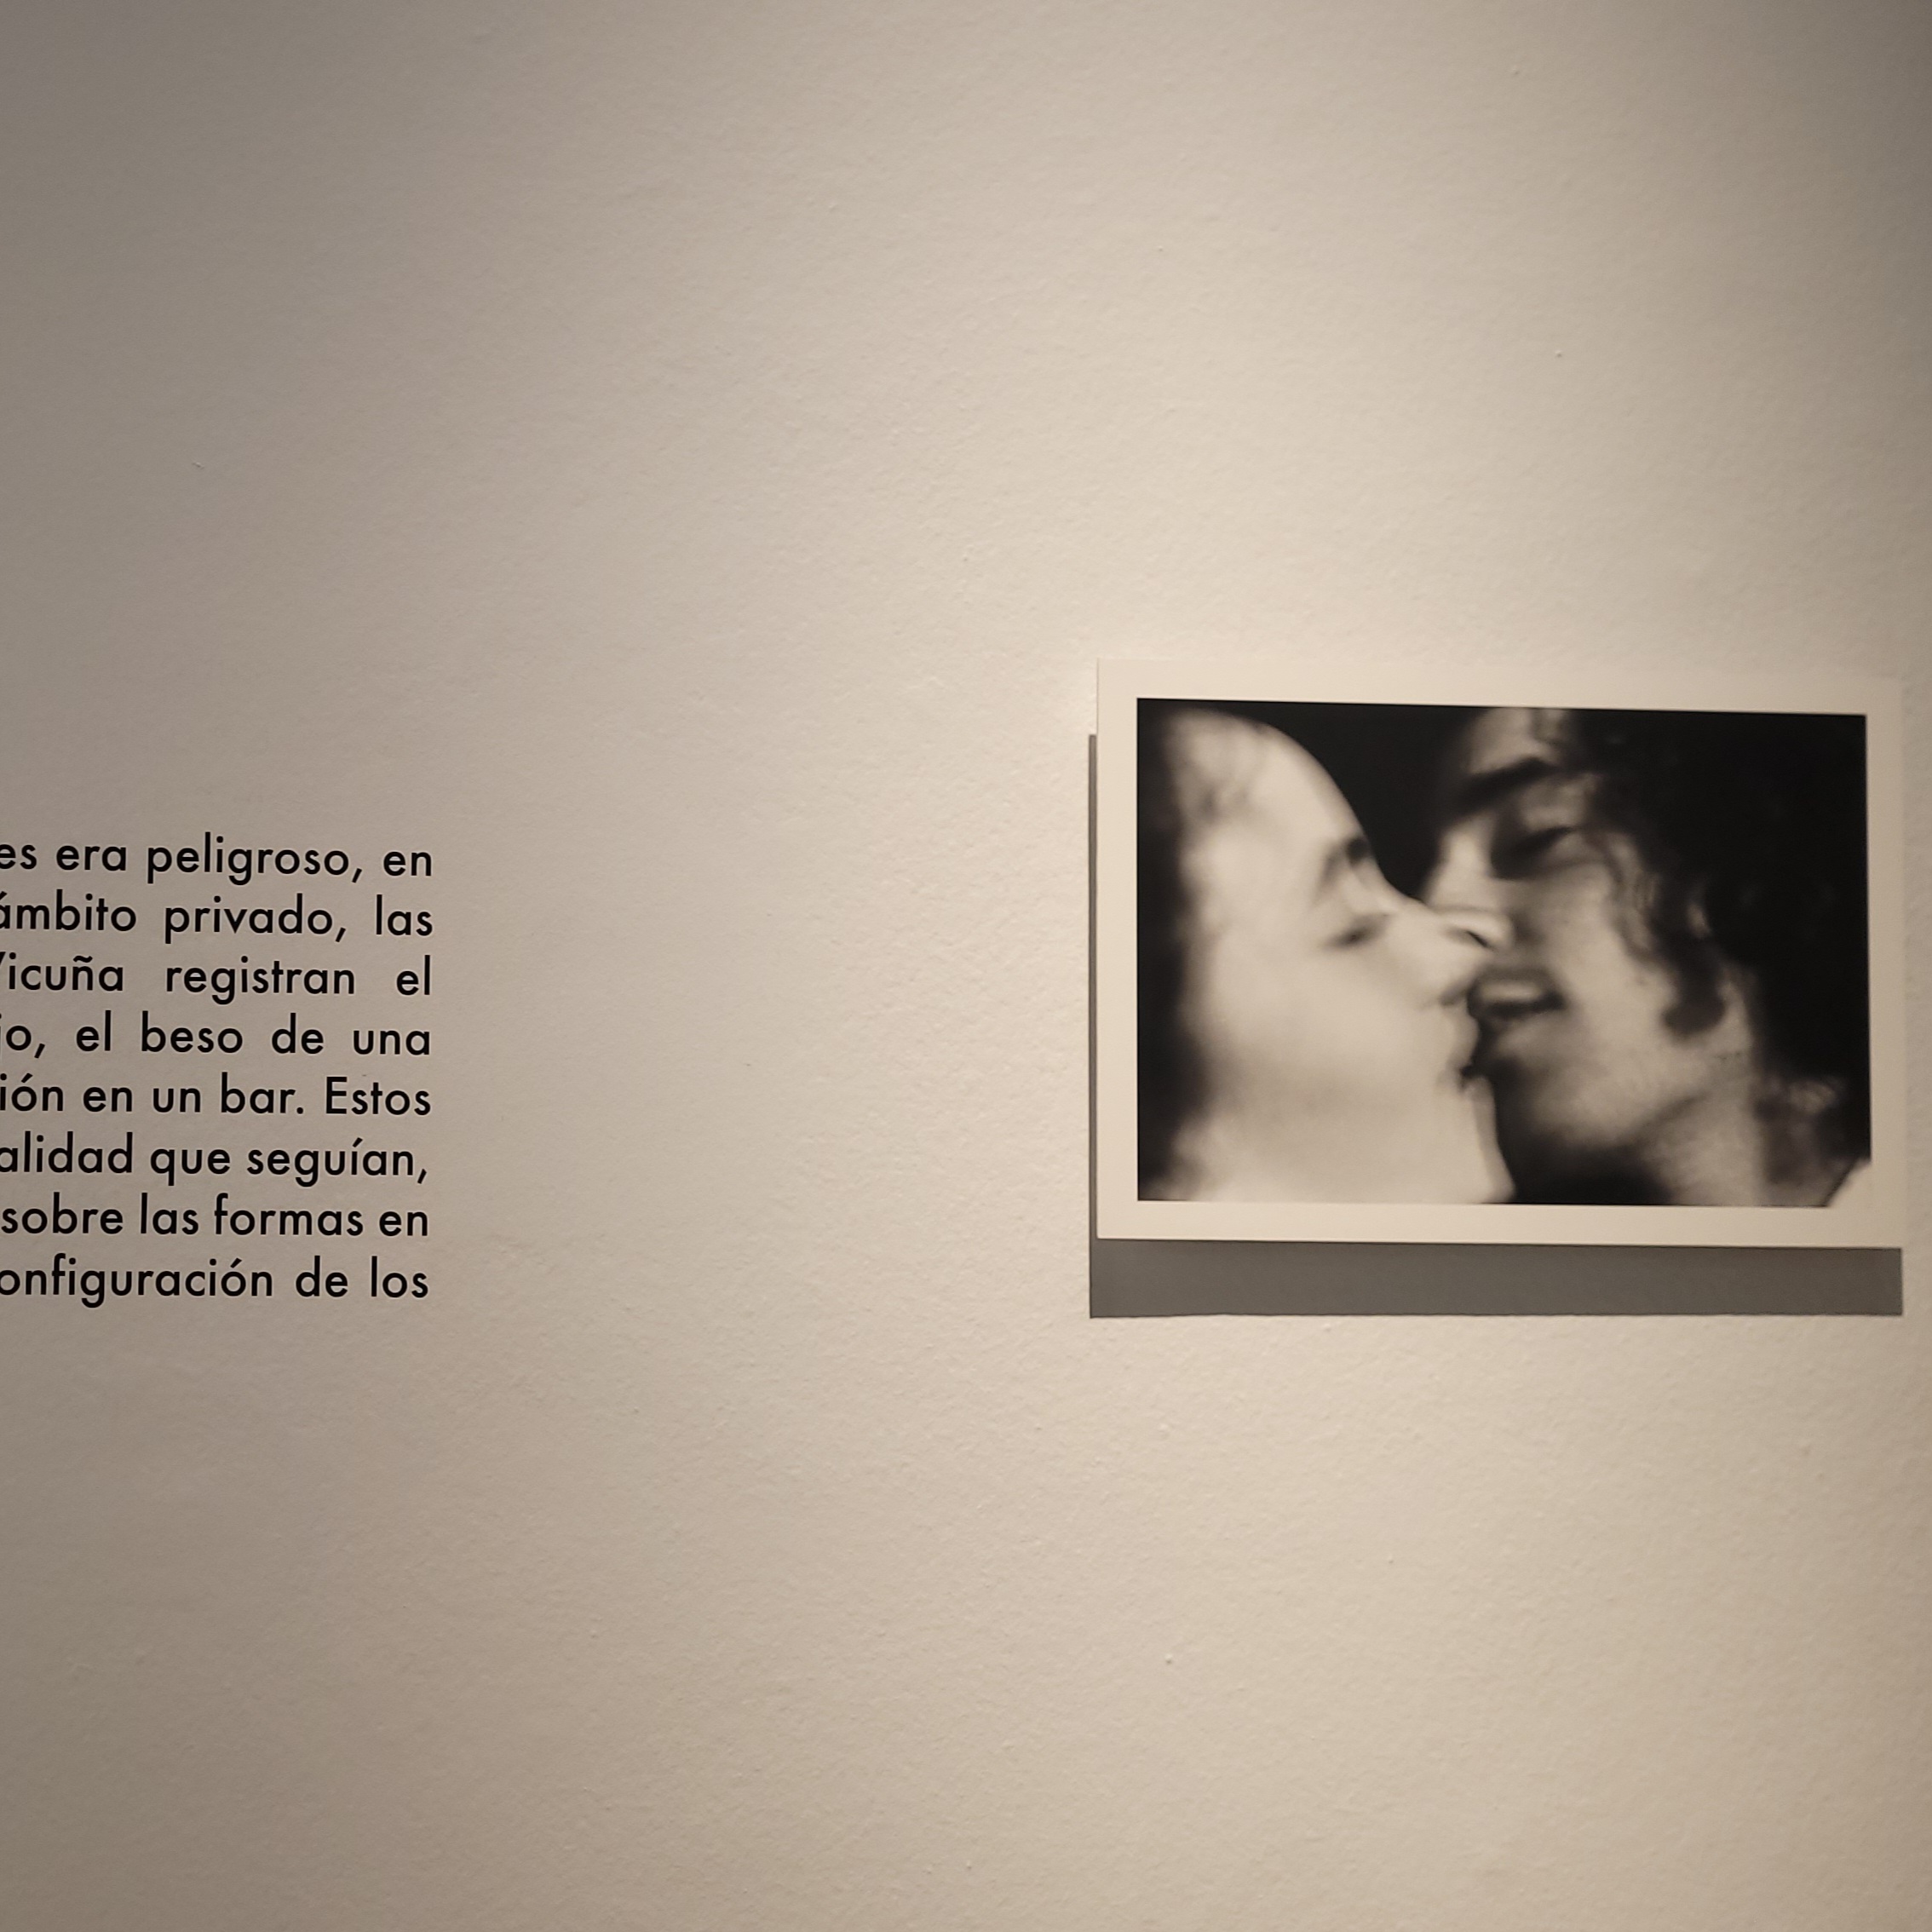 es era peligroso, en
ámbito privado, las
Vicuña registran el
io, el beso de una
ión en un bar. Estos
alidad que seguían,
sobre las formas en
onfiguración de los